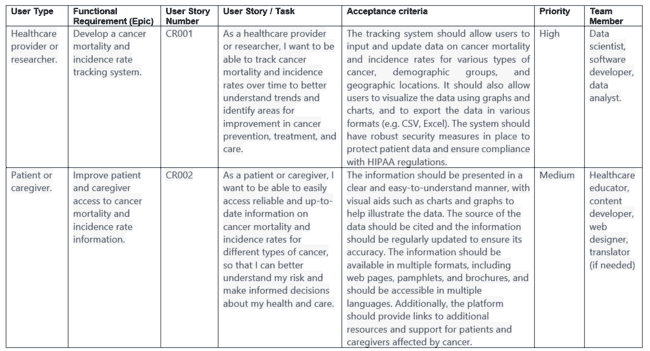 User Type
Functional
Requirement (Epic)
User Story
Number
User Story / Task
Acceptance criteria
Priority
Team
Member
Healthcare
provider or
researcher.
Develop a cancer
mortality and
incidence rate
tracking system.
CR001
As a healthcare provider
or researcher, I want to be
able to track cancer
mortality and incidence
rates over time to better
understand trends and
identify areas for
improvement in cancer
prevention, treatment, and
care.
The tracking system should allow users to
input and update data on cancer mortality
and incidence rates for various types of
cancer, demographic groups, and
geographic locations. It should also allow
users to visualize the data using graphs and
charts, and to export the data in various
formats (e.g. CSV, Excel). The system should
have robust security measures in place to
protect patient data and ensure compliance
with HIPAA regulations.
High
Data
scientist,
software
developer,
data
analyst.
Patient or
caregiver.
Improve patient
and caregiver
access to cancer
mortality and
incidence rate
information.
CR002
As a patient or caregiver, I
want to be able to easily
access reliable and up-to-
date information on
cancer mortality and
incidence rates for
different types of cancer,
so that I can better
understand my risk and
make informed decisions
about my health and care.
The information should be presented in a
clear and easy-to-understand manner, with
visual aids such as charts and graphs to
help illustrate the data. The source of the
data should be cited and the information
should be regularly updated to ensure its
accuracy. The information should be
available in multiple formats, including
web pages, pamphlets, and brochures, and
should be accessible in multiple
languages. Additionally, the platform
should provide links to additional
resources and support for patients and
caregivers affected by cancer.
Medium
Healthcare
educator,
content
developer,
web
designer,
translator
(if needed)